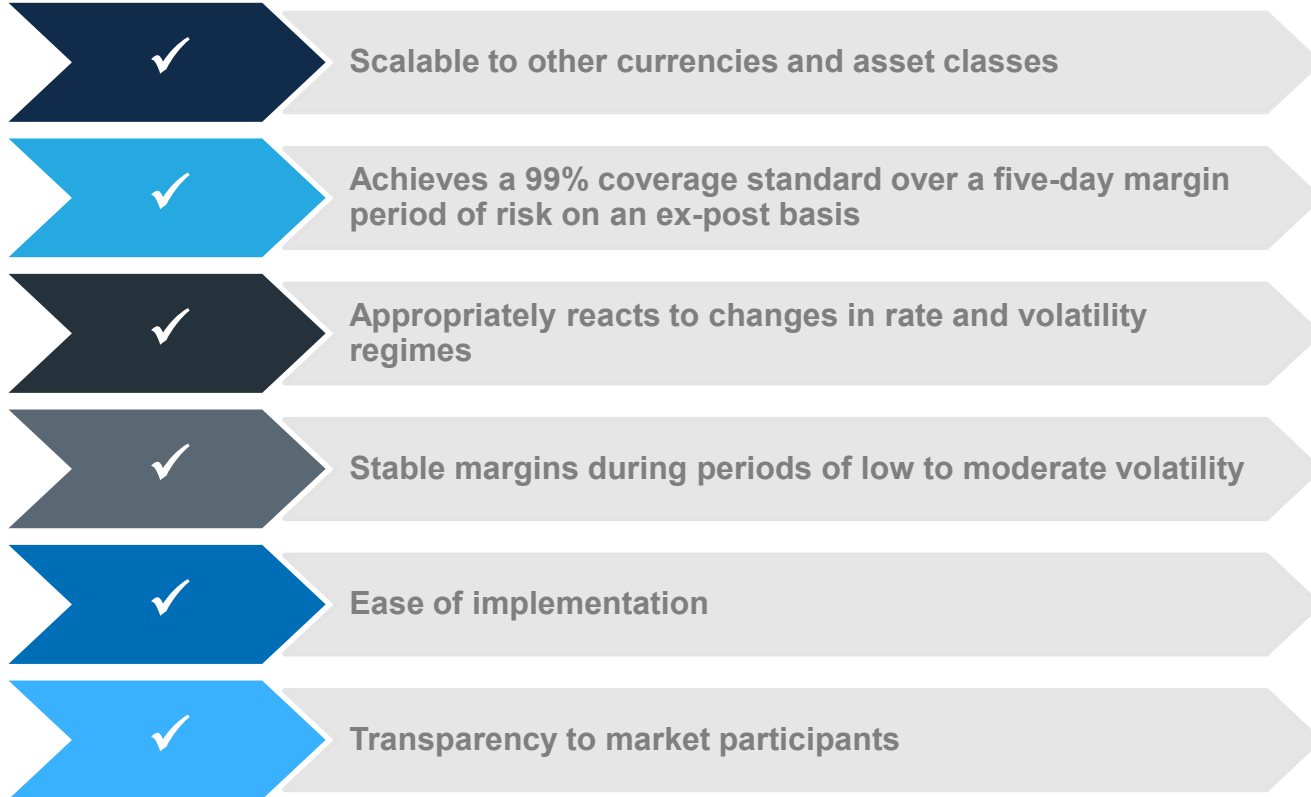 Scalable to other currencies and asset classes
Achieves a 99% coverage standard over a five-day margin
period of risk on an ex-post basis
Appropriately reacts to changes in rate and volatility
regimes
Stable margins during periods of low to moderate volatility
Ease of implementation
Transparency to market participants